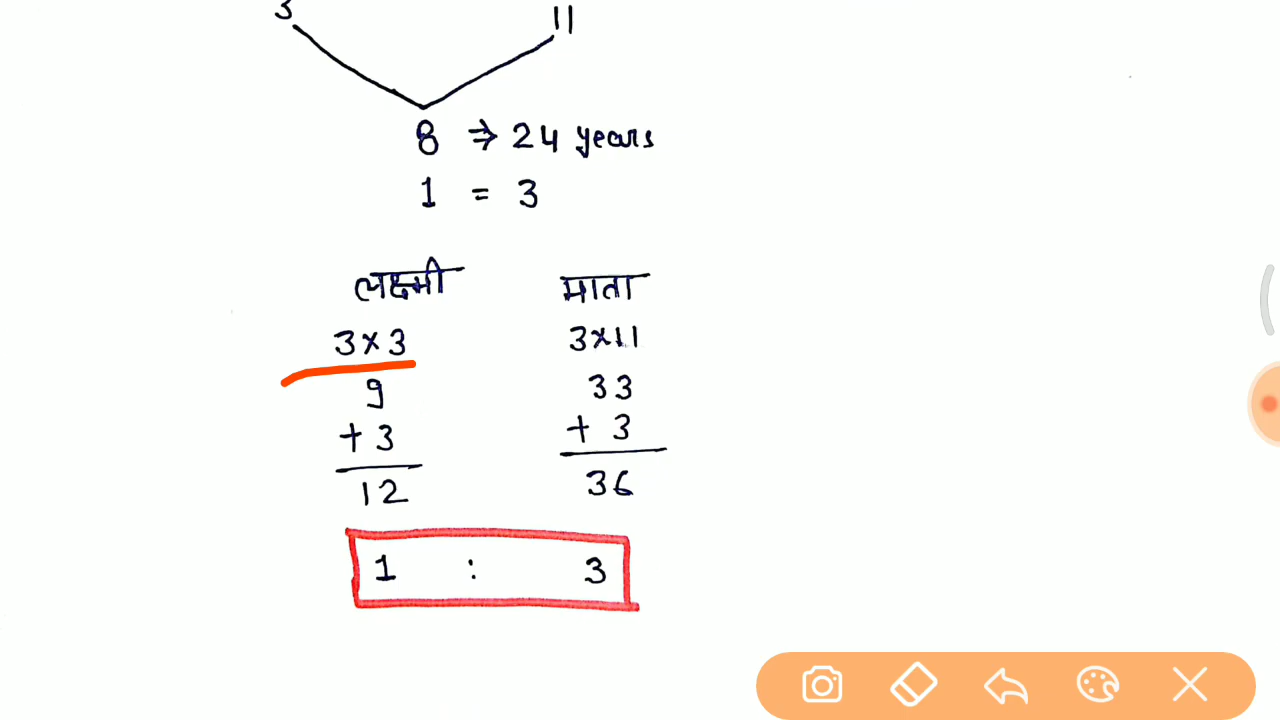 3 11
8 ⇒ 24 years
1 = 3
लक्ष्मी माता
3×3 3×11
9 33
+ 3 + 3
12 36
1 : 3